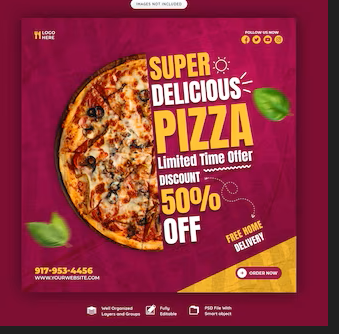 IMAGES NOT INCLUDED
LOGO
HERE
FOLLOW US NOW
SUPER
DELICIOUS
PIZZA
Limited Time Offer
DISCOUNT
50%
OFF
FREE HOME
DELIVERY
917-953-4456
WWW.YOURWEBSITE.COM
ORDER NOW
Well Organized
Layers and Groups
Fully
Editable
PSD File With
Smart object